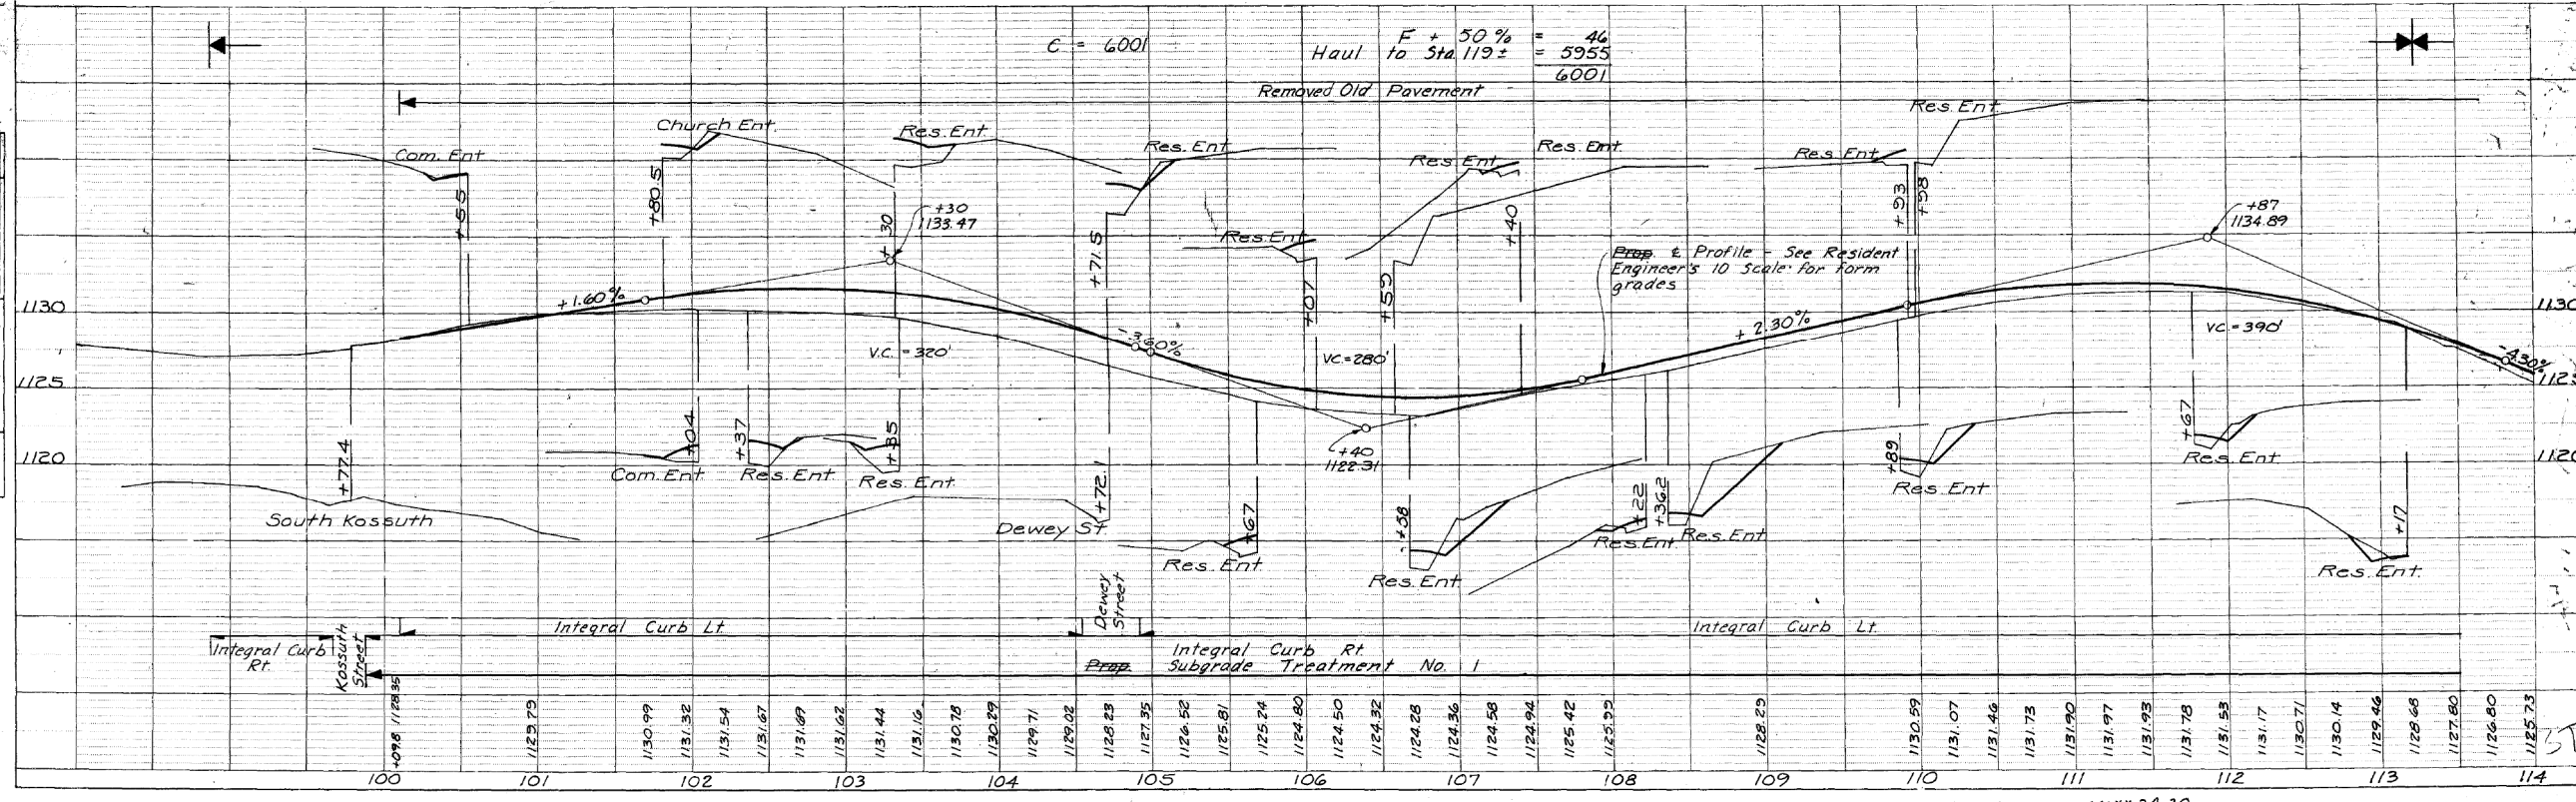 C = 6001
F + 50 % = 46
Haul to Sta. 119 ± = 5955
6001
Removed Old Pavement
Church Ent.
Res. Ent.
Res. Ent.
Com. Ent
Res. Ent.
Res. Ent.
Res. Ent.
Res. Ent.
+55
+80.5
+30
+30
1133.47
+71.5
Res. Ent.
+07
+59
+40
+93
+98
+87
1134.89
Prop. ℄ Profile - See Resident
Engineer's 10 Scale for form
grades
1130
+1.60%
-3.60%
+2.30%
-4.30%
1130
V.C. = 320'
VC = 280'
VC = 390'
1125
1120
+77.4
+04
+37
+35
+72.1
+67
+40
1122.31
+58
+22
+36.2
+89
+67
+17
1120
Com. Ent.
Res. Ent.
Res. Ent.
South Kossuth
Dewey St.
Res. Ent.
Res. Ent.
Res. Ent.
Res. Ent.
Res. Ent.
Res. Ent.
Res. Ent.
Integral Curb
Rt.
Kossuth
Street
Integral Curb Lt.
Dewey
Street
Integral Curb Rt.
Integral Curb Lt.
Prop. Subgrade Treatment No. 1
+09.8 1128.35
1129.79
1130.99
1131.32
1131.54
1131.67
1131.69
1131.62
1131.44
1131.16
1130.78
1130.29
1129.71
1129.02
1128.23
1127.35
1126.52
1125.81
1125.24
1124.80
1124.50
1124.32
1124.28
1124.36
1124.58
1124.94
1125.42
1125.99
1128.29
1130.59
1131.07
1131.46
1131.73
1131.90
1131.97
1131.93
1131.78
1131.53
1131.17
1130.71
1130.14
1129.46
1128.68
1127.80
1126.80
1125.73
100 101 102 103 104 105 106 107 108 109 110 111 112 113 114